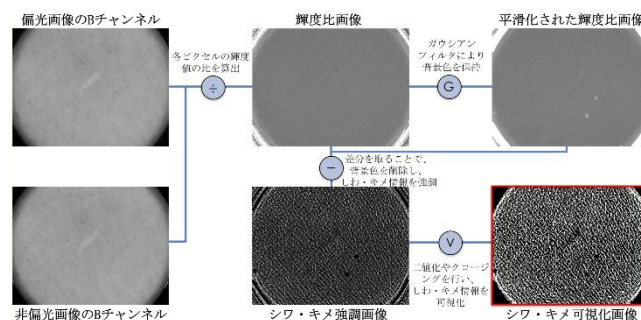 偏光画像のBチャンネル
輝度比画像
平滑化された輝度比画像
各ピクセルの輝度
値の比を算出
÷
ガウシアン
フィルタにより
背景色を保持
G
−
差分を取ることで、
背景色を削除し、
しわ・キメ情報を強調
V
二値化やクロージ
ングを行い、
しわ・キメ情報を
可視化
非偏光画像のBチャンネル
シワ・キメ強調画像
シワ・キメ可視化画像